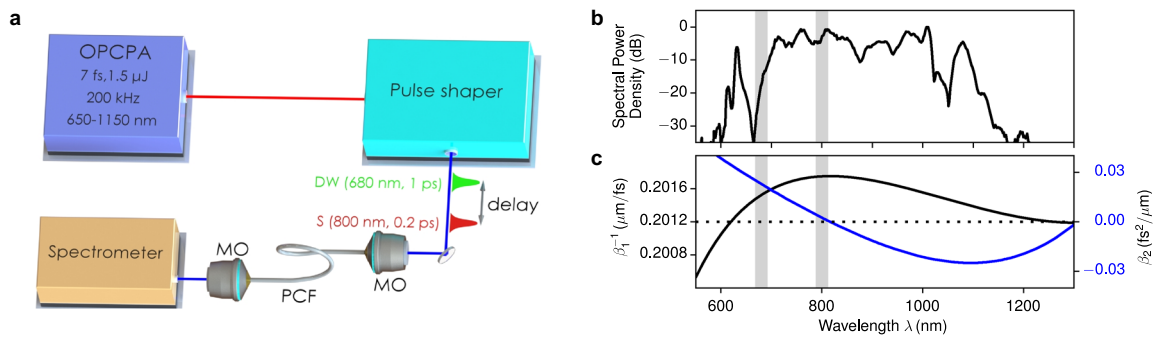 a
OPCPA
7 fs,1.5 µJ
200 kHz
650-1150 nm
Pulse shaper
DW (680 nm, 1 ps)
delay
S (800 nm, 0.2 ps)
Spectrometer
MO
PCF
MO
b
Spectral Power
Density (dB)
0
−10
−20
−30
c
β₁⁻¹ (μm/fs)
0.2016
0.2012
0.2008
0.03
0.00
−0.03
β₂ (fs²/μm)
600
800
1000
1200
Wavelength λ (nm)